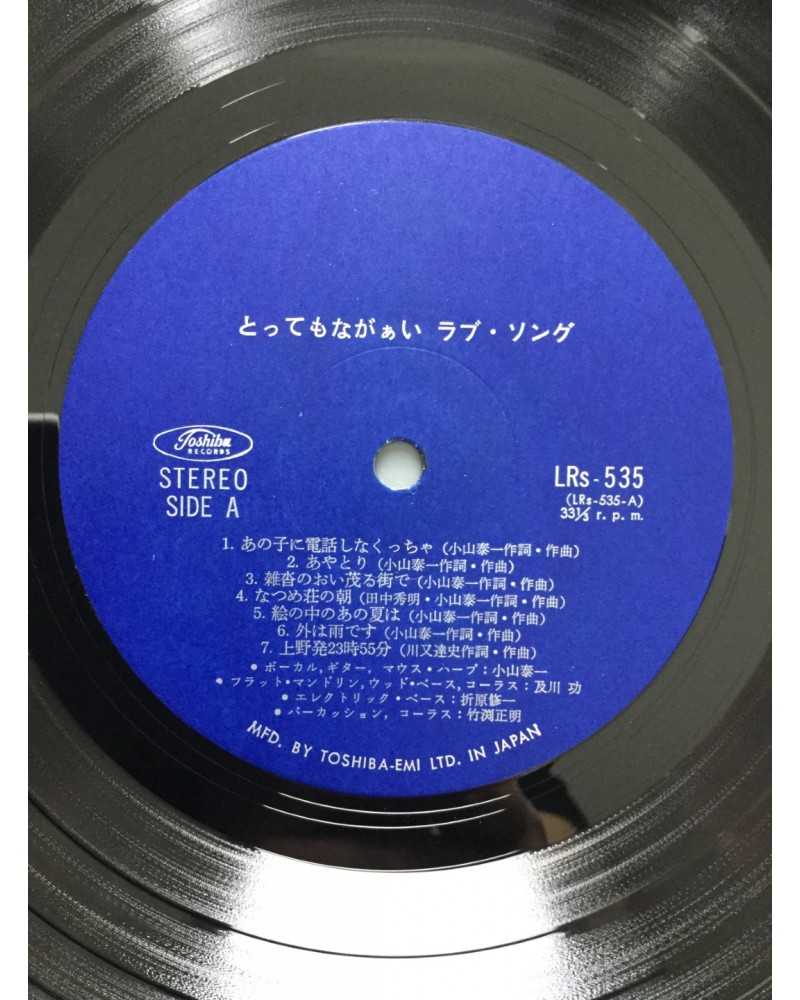 とってもながぁい ラブ・ソング
Toshiba
RECORDS
STEREO
SIDE A
LRs-535
(LRs-535-A)
33⅓ r. p. m.
1. あの子に電話しなくっちゃ (小山泰一作詞・作曲)
2. あやとり (小山泰一作詞・作曲)
3. 雑沓のおい茂る街で (小山泰一作詞・作曲)
4. なつめ荘の朝 (田中秀明・小山泰一作詞・作曲)
5. 絵の中のあの夏は (小山泰一作詞・作曲)
6. 外は雨です (小山泰一作詞・作曲)
7. 上野発23時55分 (川又達史作詞・作曲)
● ボーカル, ギター, マウス・ハープ：小山泰一
● フラット・マンドリン, ウッド・ベース, コーラス：及川 功
● エレクトリック・ベース：折原修一
● パーカッション, コーラス：竹渕正明
MFD. BY TOSHIBA-EMI LTD. IN JAPAN